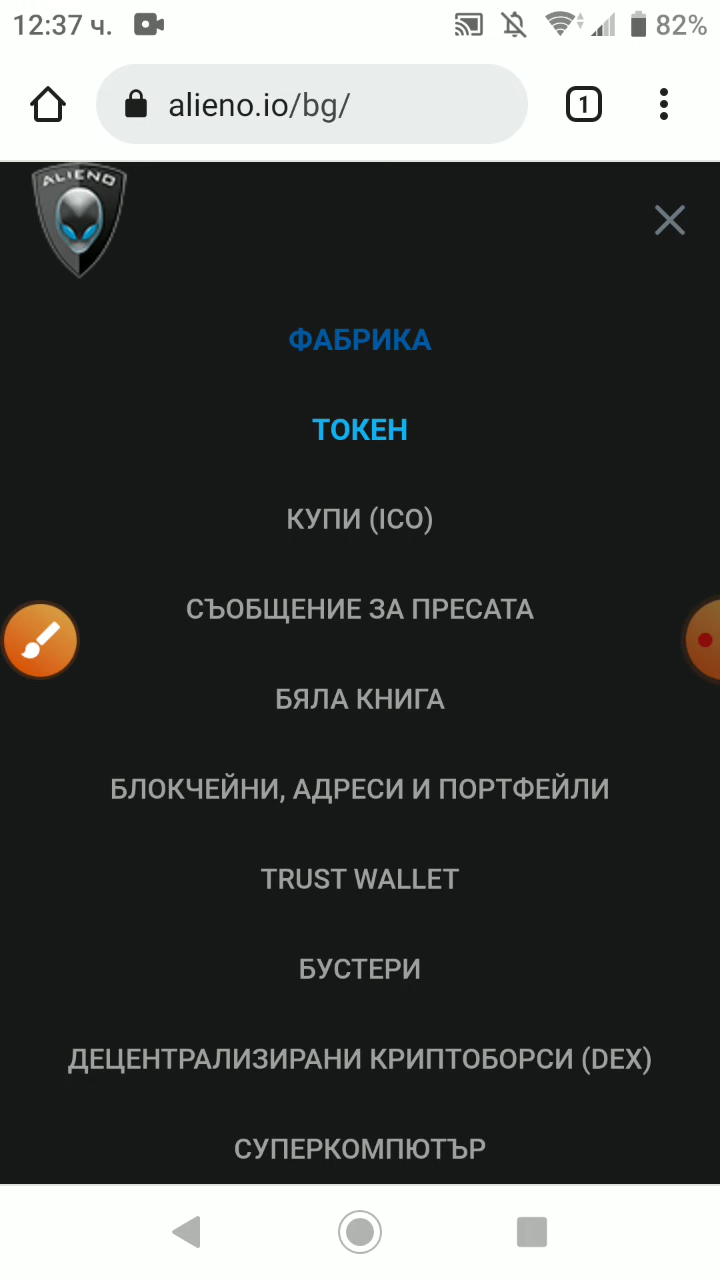 12:37 ч.
82%
alieno.io/bg/
1
ALIENO
ФАБРИКА
ТОКЕН
КУПИ (ICO)
СЪОБЩЕНИЕ ЗА ПРЕСАТА
БЯЛА КНИГА
БЛОКЧЕЙНИ, АДРЕСИ И ПОРТФЕЙЛИ
TRUST WALLET
БУСТЕРИ
ДЕЦЕНТРАЛИЗИРАНИ КРИПТОБОРСИ (DEX)
СУПЕРКОМПЮТЪР